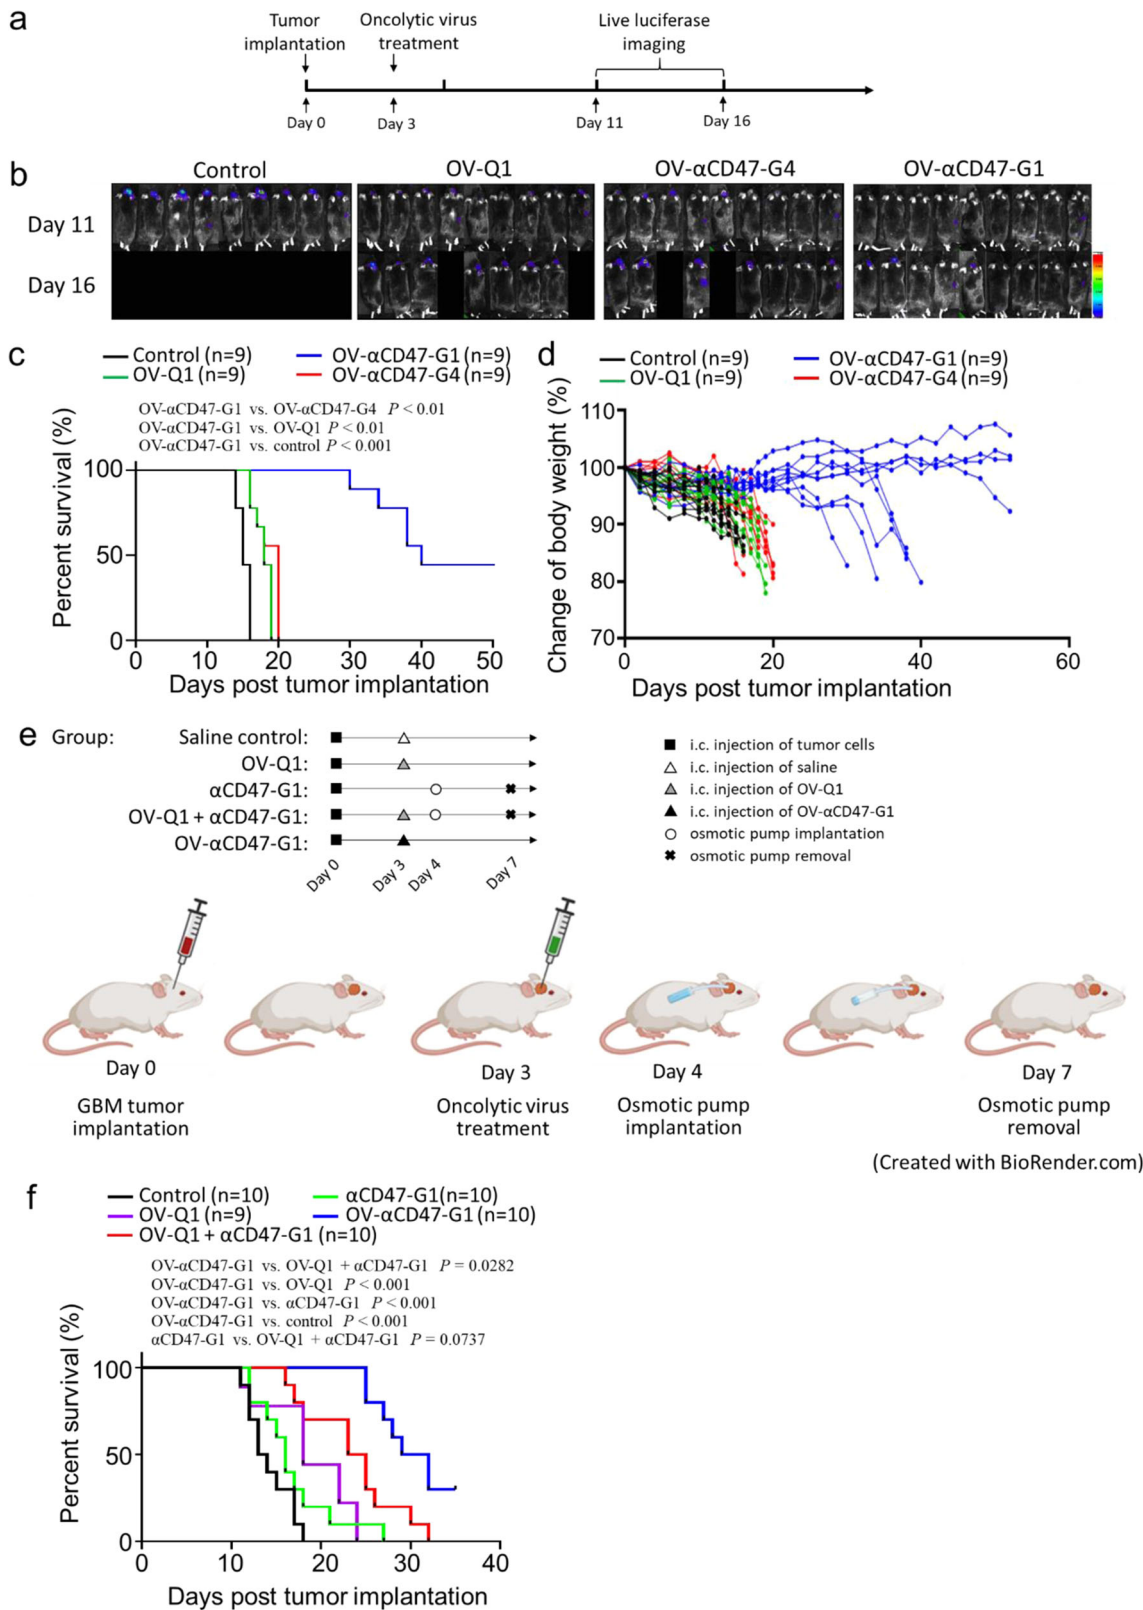 a
Tumor
implantation
Oncolytic virus
treatment
Live luciferase
imaging
Day 0
Day 3
Day 11
Day 16
b
Control
OV-Q1
OV-αCD47-G4
OV-αCD47-G1
Day 11
Day 16
c
Control (n=9)
OV-αCD47-G1 (n=9)
OV-Q1 (n=9)
OV-αCD47-G4 (n=9)
OV-αCD47-G1 vs. OV-αCD47-G4 P < 0.01
OV-αCD47-G1 vs. OV-Q1 P < 0.01
OV-αCD47-G1 vs control P < 0.001
Percent survival (%)
100
50
0
0 10 20 30 40 50
Days post tumor implantation
d
Control (n=9)
OV-αCD47-G1 (n=9)
OV-Q1 (n=9)
OV-αCD47-G4 (n=9)
Change of body weight (%)
110
100
90
80
70
0 20 40 60
Days post tumor implantation
e
Group:
Saline control:
OV-Q1:
αCD47-G1:
OV-Q1 + αCD47-G1:
OV-αCD47-G1:
Day 0
Day 3
Day 4
Day 7
i.c. injection of tumor cells
i.c. injection of saline
i.c. injection of OV-Q1
i.c. injection of OV-αCD47-G1
osmotic pump implantation
osmotic pump removal
Day 0
GBM tumor
implantation
Day 3
Oncolytic virus
treatment
Day 4
Osmotic pump
implantation
Day 7
Osmotic pump
removal
(Created with BioRender.com)
f
Control (n=10)
αCD47-G1(n=10)
OV-Q1 (n=9)
OV-αCD47-G1 (n=10)
OV-Q1 + αCD47-G1 (n=10)
OV-αCD47-G1 vs. OV-Q1 + αCD47-G1 P = 0.0282
OV-αCD47-G1 vs. OV-Q1 P < 0.001
OV-αCD47-G1 vs. αCD47-G1 P < 0.001
OV-αCD47-G1 vs. control P < 0.001
αCD47-G1 vs. OV-Q1 + αCD47-G1 P = 0.0737
Percent survival (%)
100
50
0
0 10 20 30 40
Days post tumor implantation